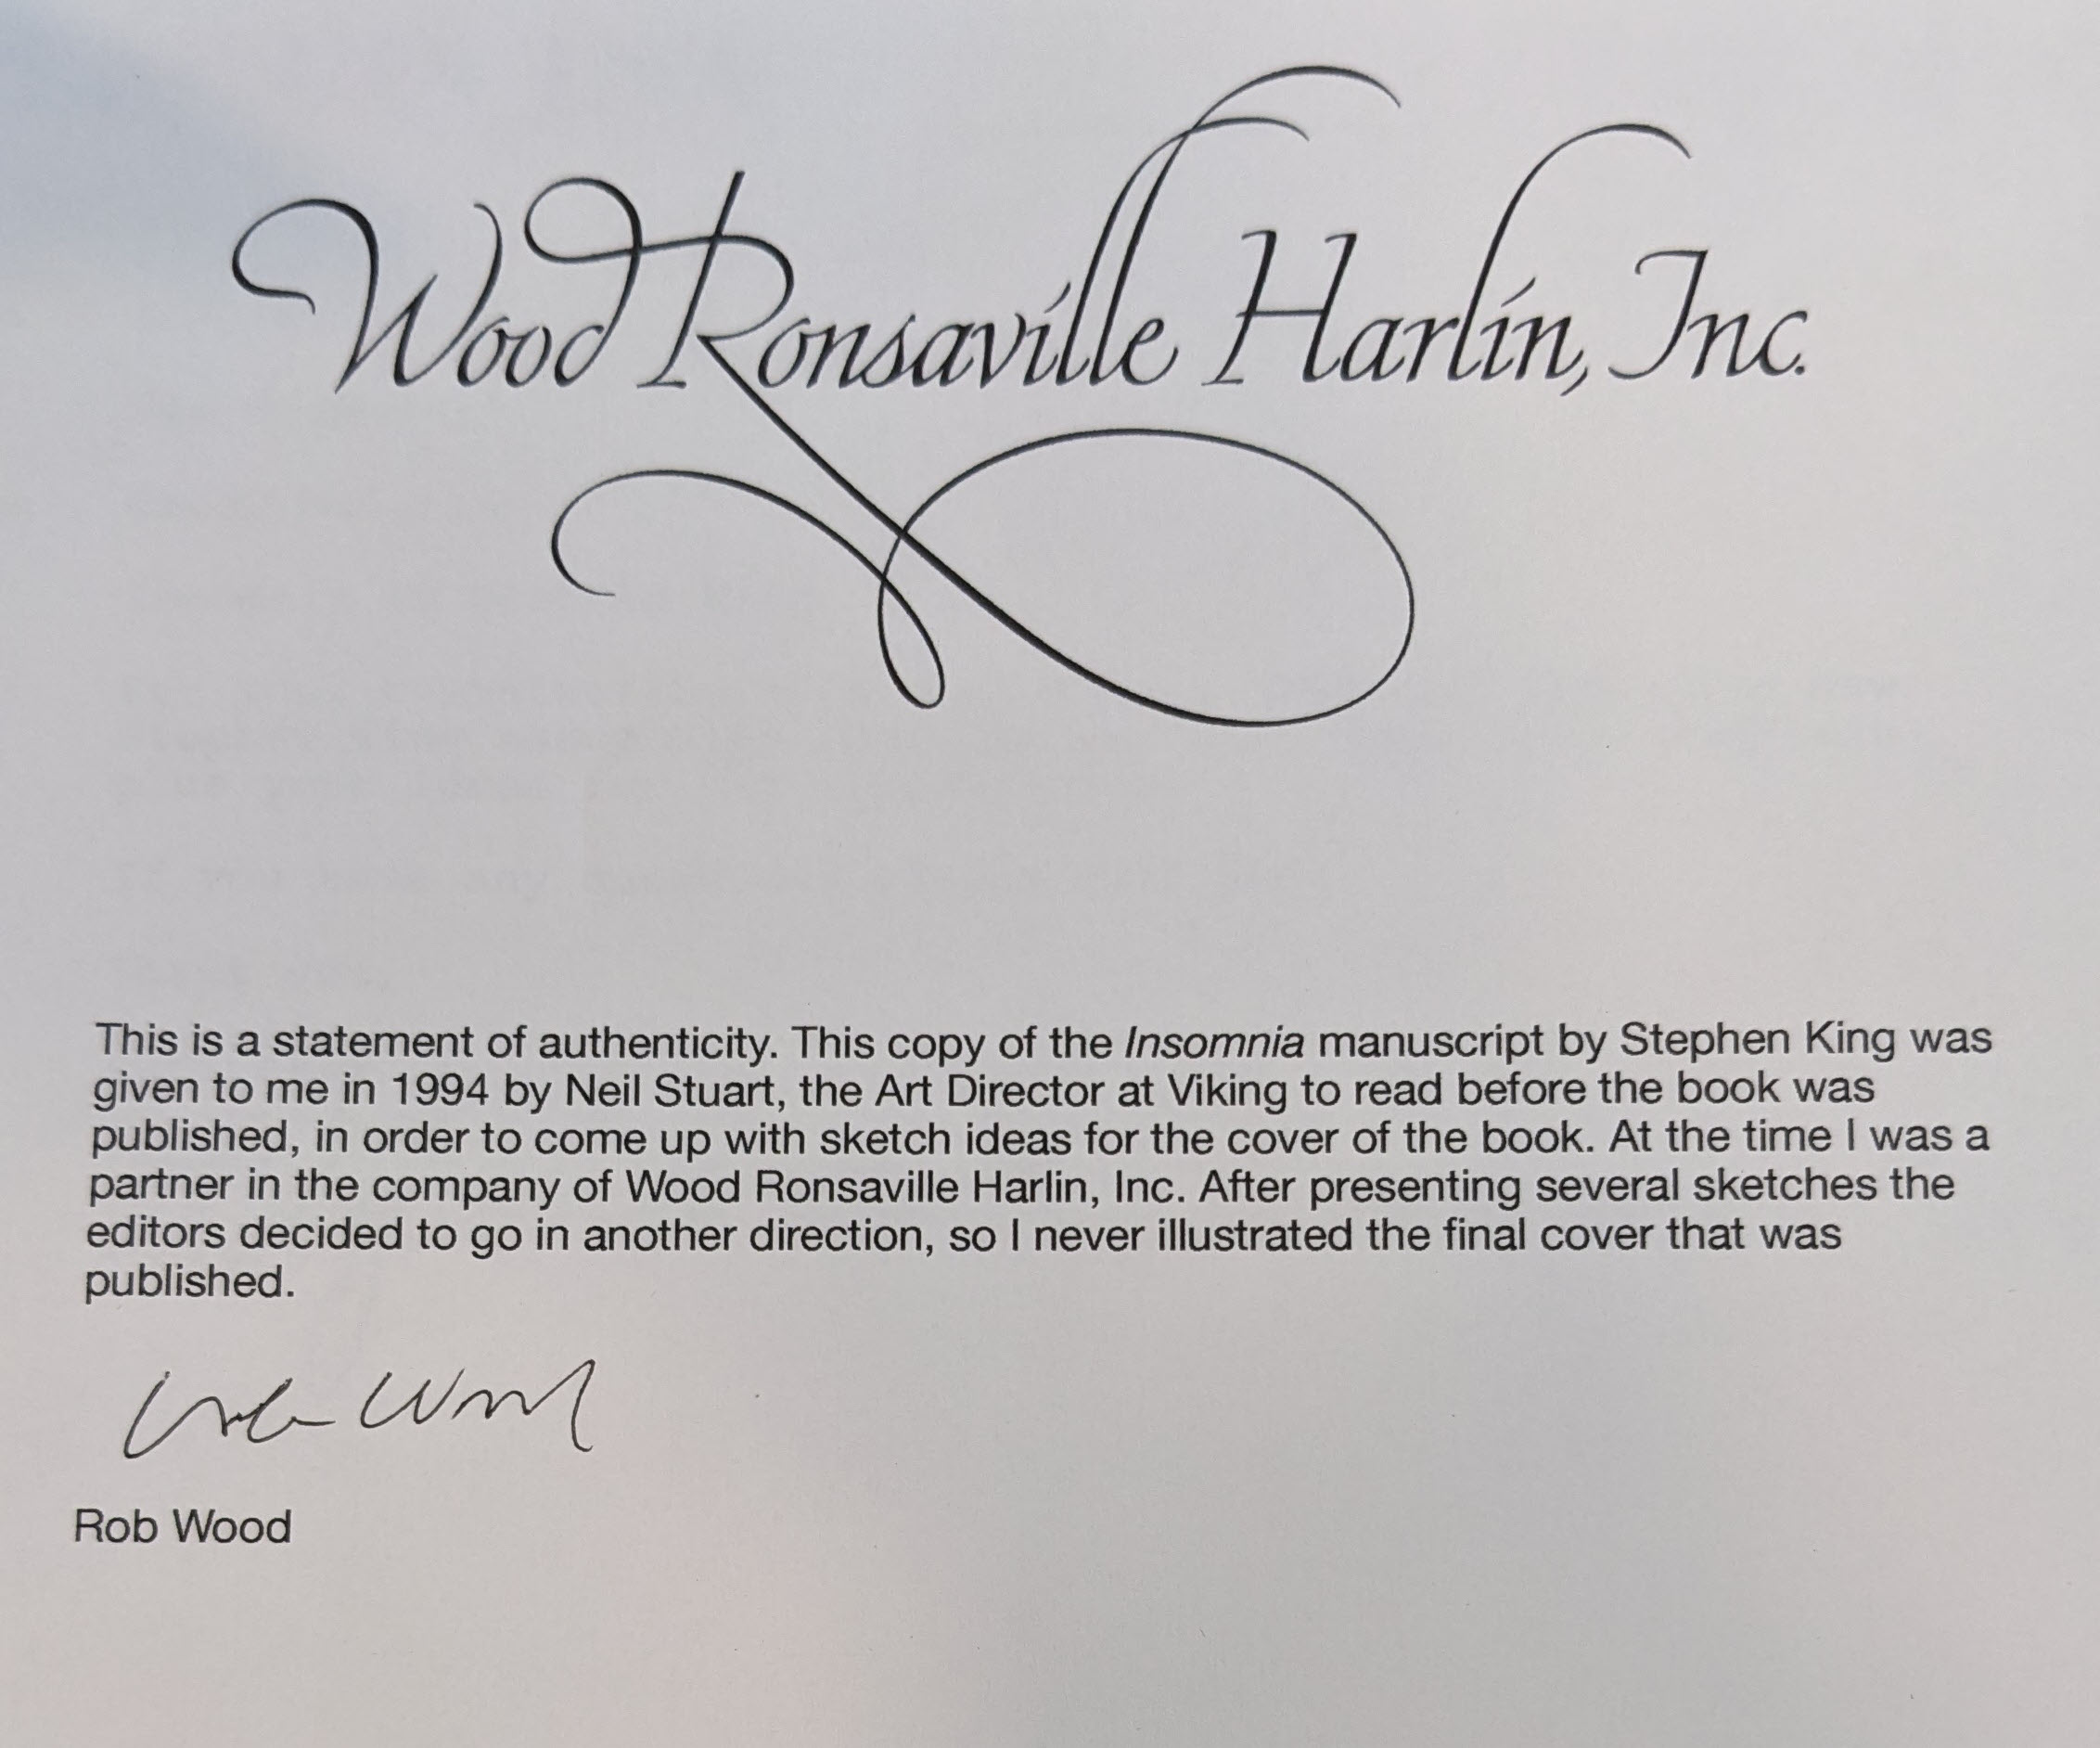 Wood Ronsaville Harlin, Inc.
This is a statement of authenticity. This copy of the Insomnia manuscript by Stephen King was
given to me in 1994 by Neil Stuart, the Art Director at Viking to read before the book was
published, in order to come up with sketch ideas for the cover of the book. At the time I was a
partner in the company of Wood Ronsaville Harlin, Inc. After presenting several sketches the
editors decided to go in another direction, so I never illustrated the final cover that was
published.
Rob Wood